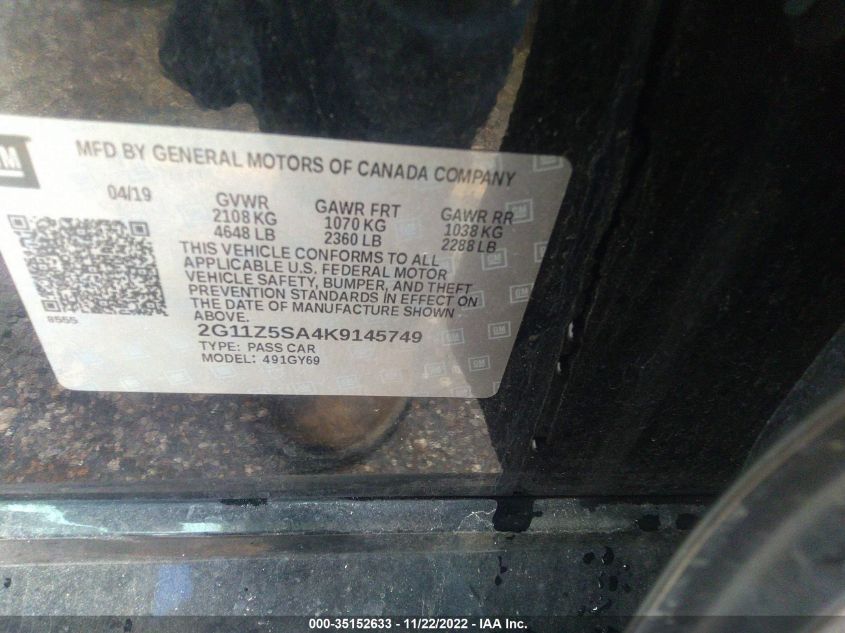 GM
MFD BY GENERAL MOTORS OF CANADA COMPANY
04/19
GVWR
2108 KG
4648 LB
GAWR FRT
1070 KG
2360 LB
GAWR RR
1038 KG
2288 LB
THIS VEHICLE CONFORMS TO ALL
APPLICABLE U.S. FEDERAL MOTOR
VEHICLE SAFETY, BUMPER, AND THEFT
PREVENTION STANDARDS IN EFFECT ON
THE DATE OF MANUFACTURE SHOWN
ABOVE.
8555
2G11Z5SA4K9145749
TYPE: PASS CAR
MODEL: 491GY69
000-35152633 - 11/22/2022 - IAA Inc.